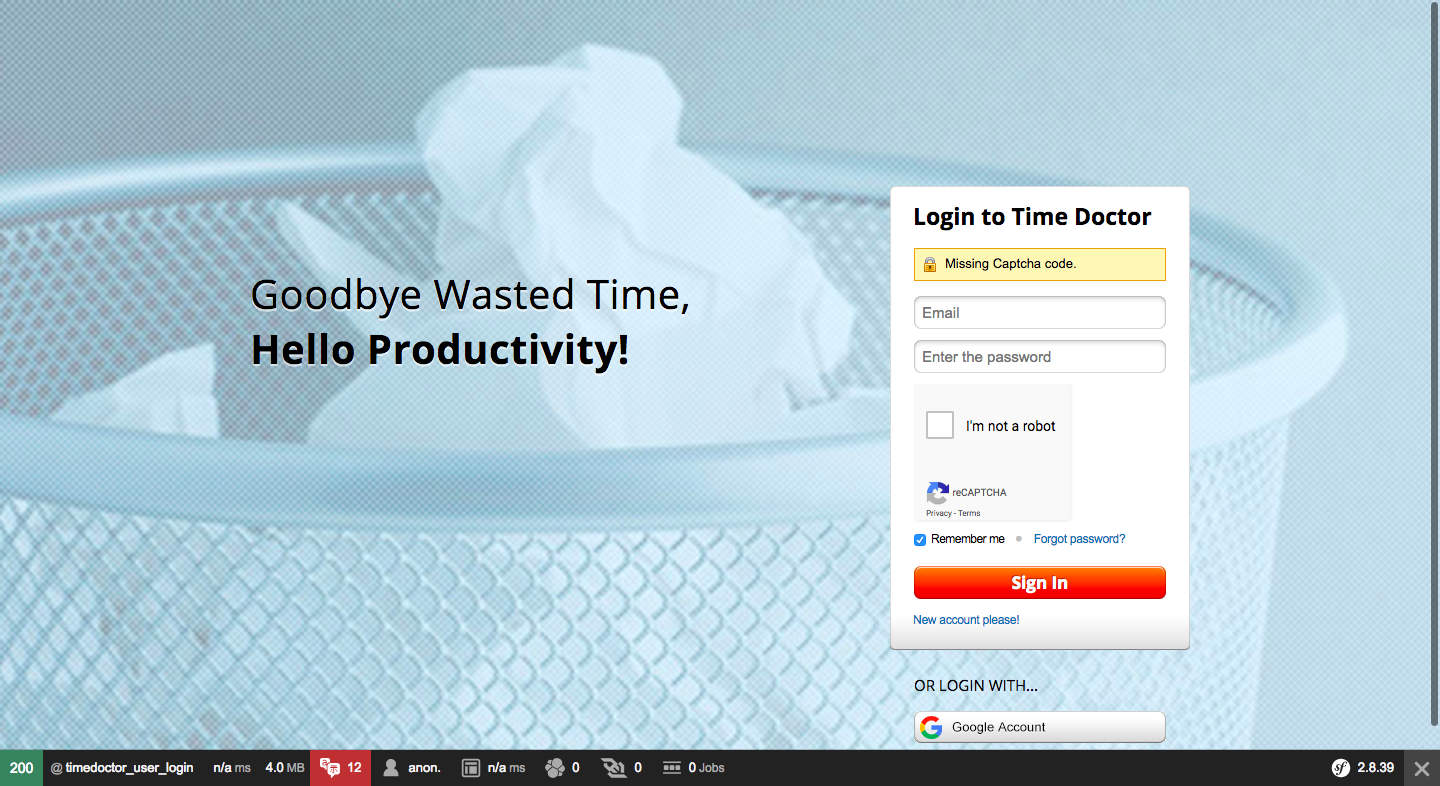 Goodbye Wasted Time,
Hello Productivity!
Login to Time Doctor
Missing Captcha code.
Email
Enter the password
I'm not a robot
reCAPTCHA
Privacy - Terms
Remember me
Forgot password?
Sign In
New account please!
OR LOGIN WITH...
Google Account
200 @ timedoctor_user_login n/a ms 4.0 MB 12 anon. n/a ms 0 0 0 Jobs sf 2.8.39